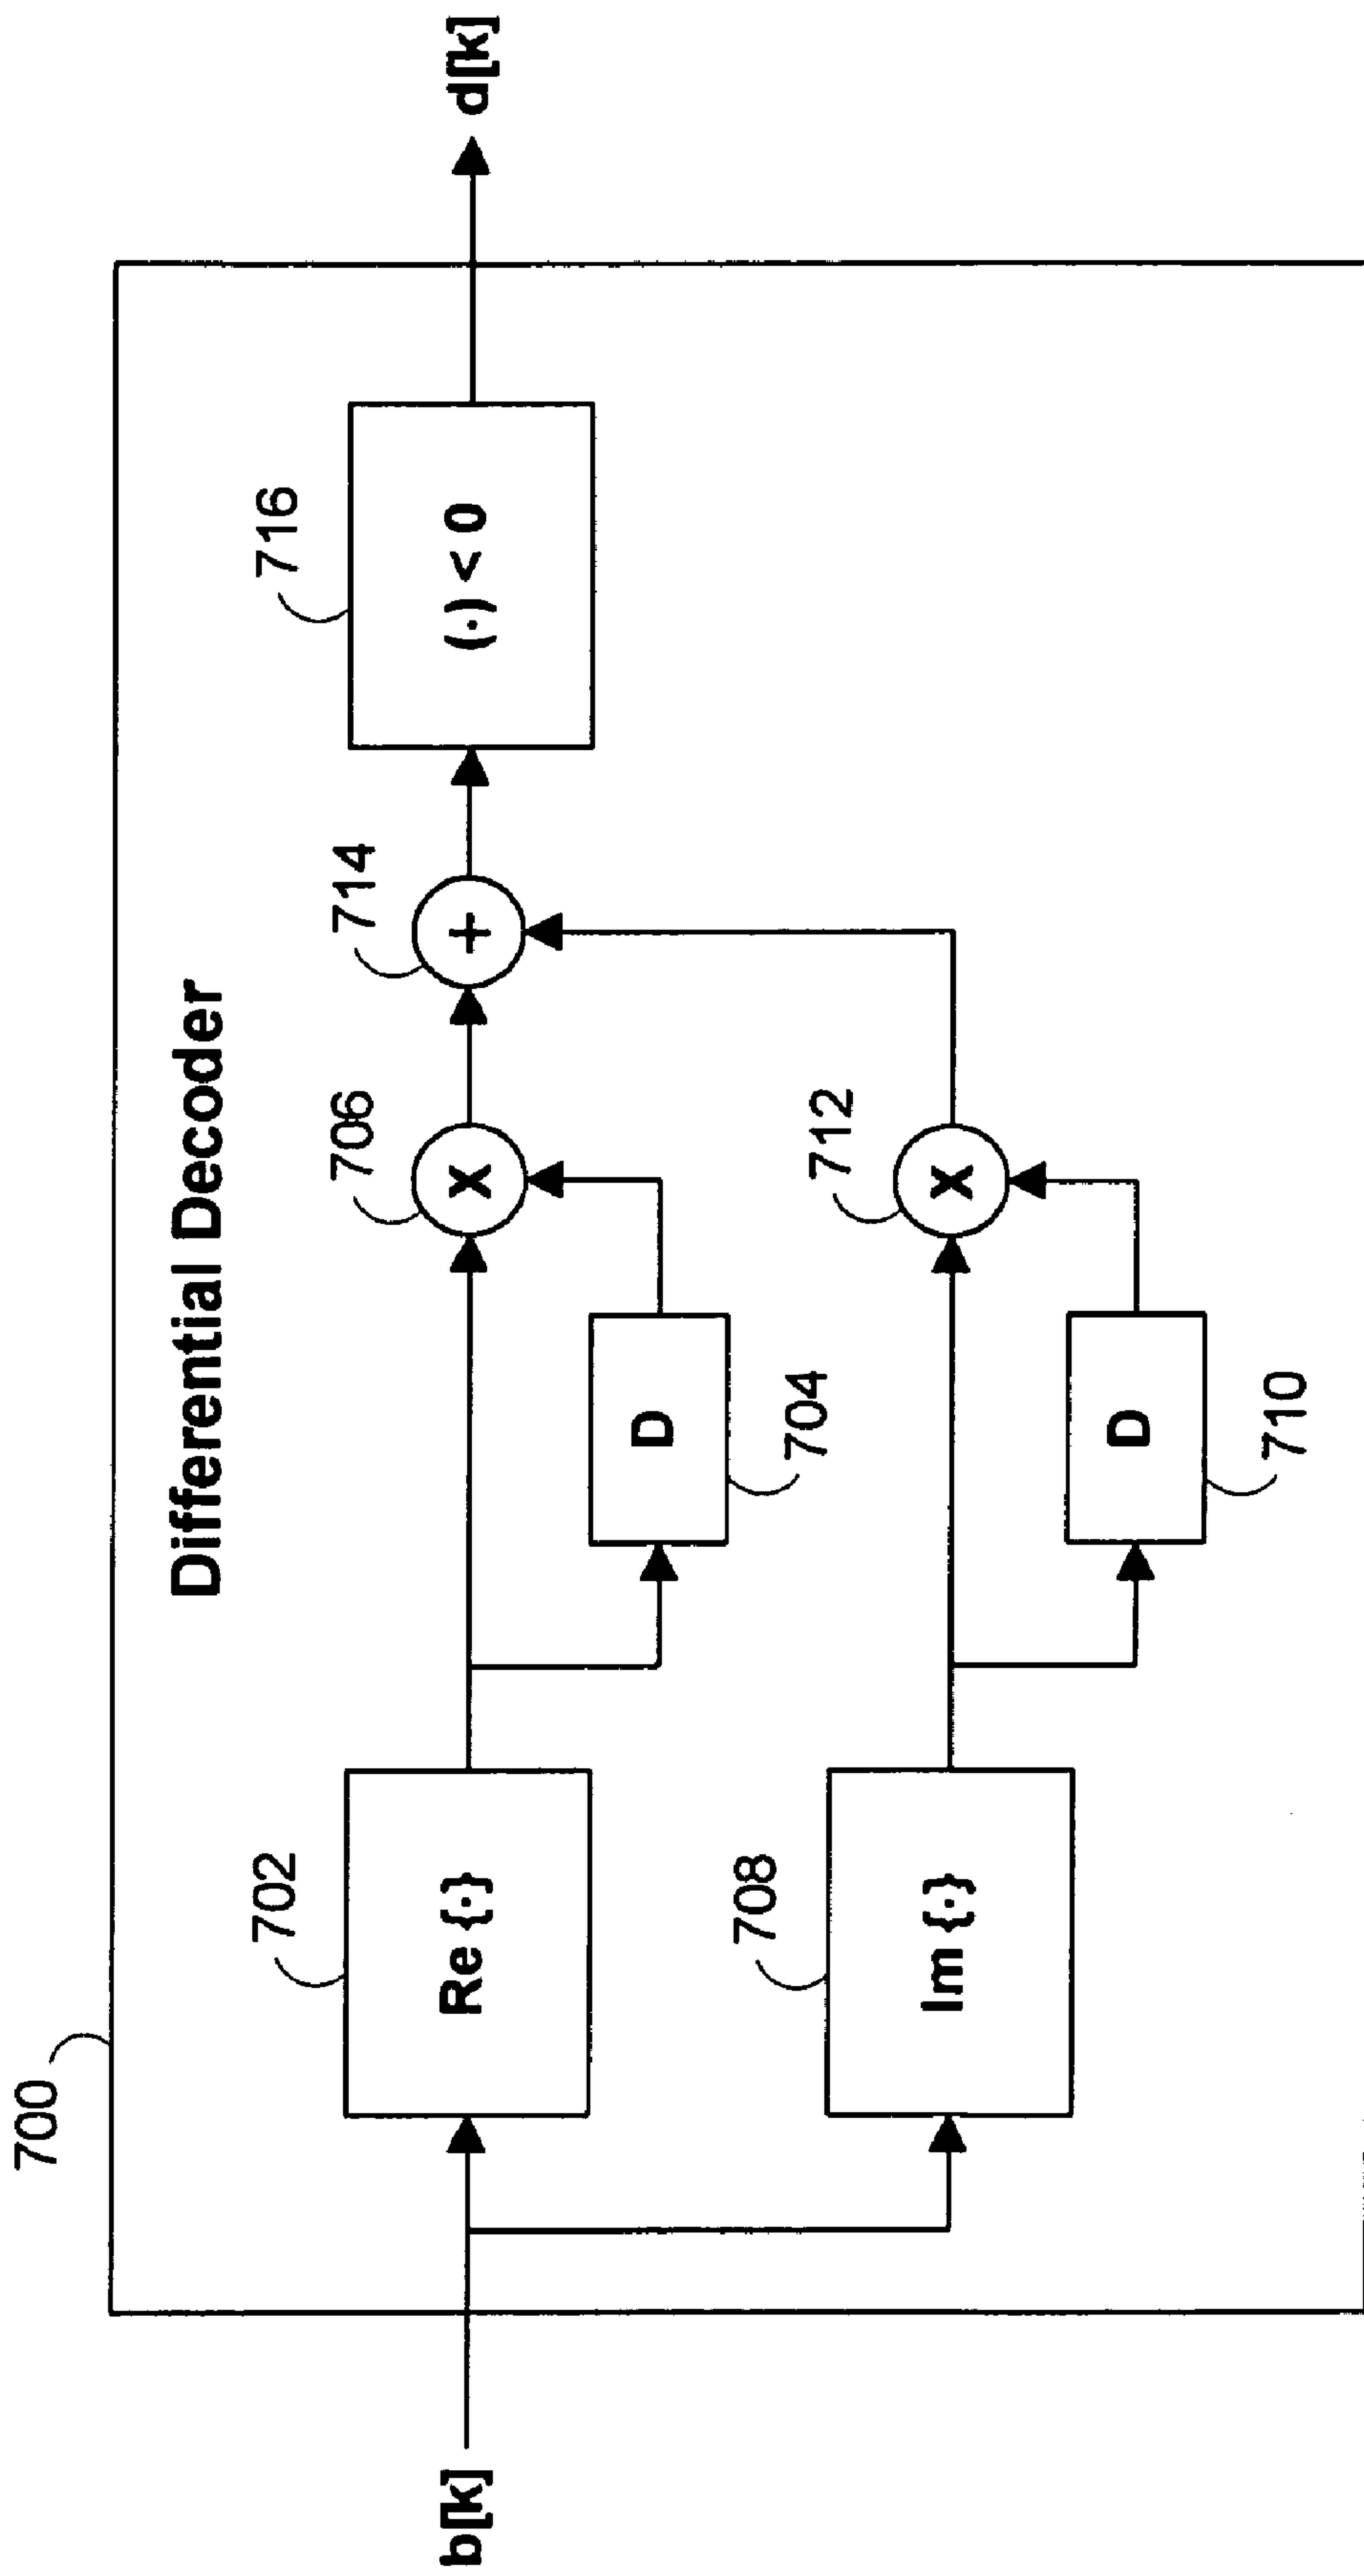 700
Differential Decoder
b[k]
702
Re {·}
704
D
706
X
714
+
716
(·) < 0
d[k]
708
Im {·}
710
D
712
X